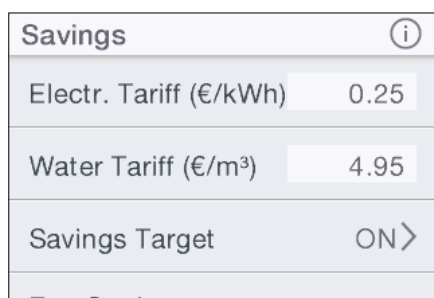 Savings
Electr. Tariff (€/kWh) 0.25
Water Tariff (€/m³) 4.95
Savings Target ON